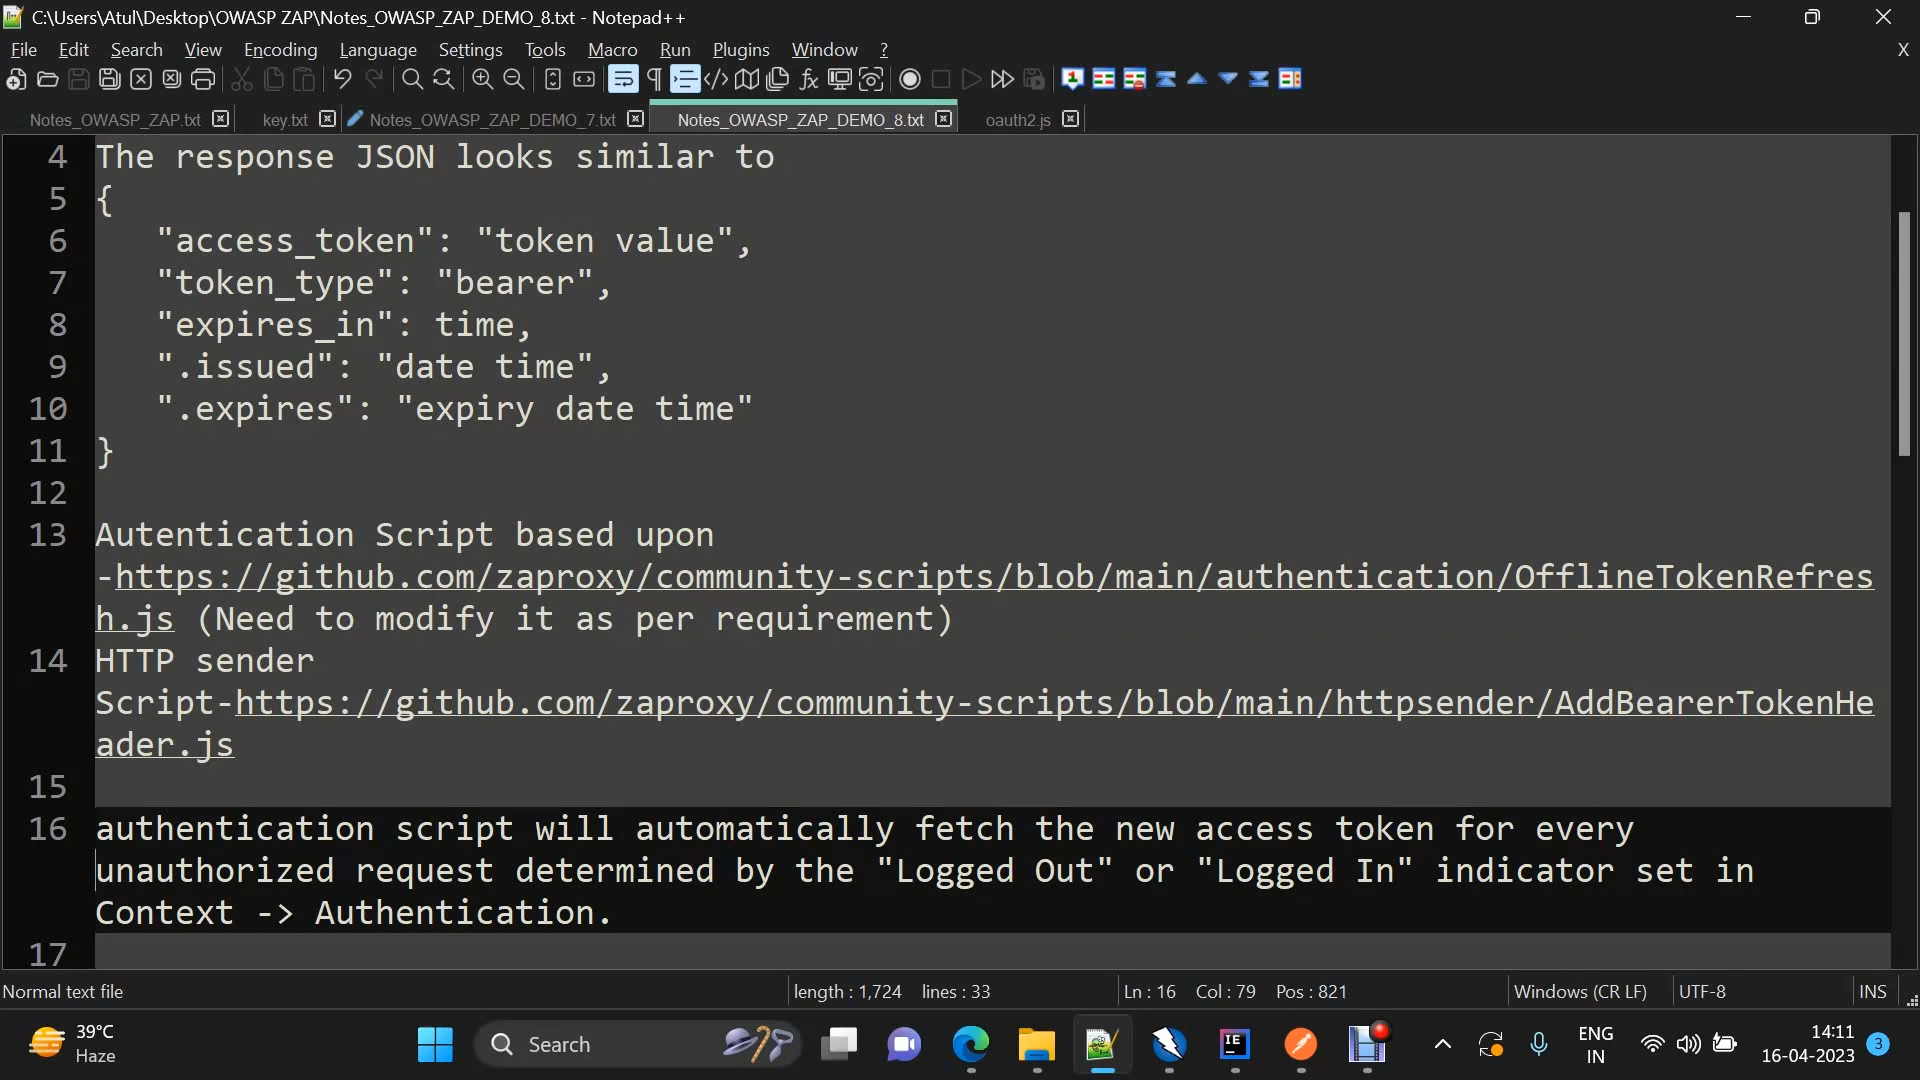 C:\Users\Atul\Desktop\OWASP ZAP\Notes_OWASP_ZAP_DEMO_8.txt - Notepad++
File Edit Search View Encoding Language Settings Tools Macro Run Plugins Window ? X
Notes_OWASP_ZAP.txt key.txt Notes_OWASP_ZAP_DEMO_7.txt Notes_OWASP_ZAP_DEMO_8.txt oauth2.js
4 The response JSON looks similar to
5 {
6 "access_token": "token value",
7 "token_type": "bearer",
8 "expires_in": time,
9 ".issued": "date time",
10 ".expires": "expiry date time"
11 }
12
13 Autentication Script based upon
-https://github.com/zaproxy/community-scripts/blob/main/authentication/OfflineTokenRefres
h.js (Need to modify it as per requirement)
14 HTTP sender
Script-https://github.com/zaproxy/community-scripts/blob/main/httpsender/AddBearerTokenHe
ader.js
15
16 authentication script will automatically fetch the new access token for every
unauthorized request determined by the "Logged Out" or "Logged In" indicator set in
Context -> Authentication.
17
Normal text file length : 1,724 lines : 33 Ln : 16 Col : 79 Pos : 821 Windows (CR LF) UTF-8 INS
39°C
Haze
Search
IE
ENG
IN
14:11
16-04-2023
3